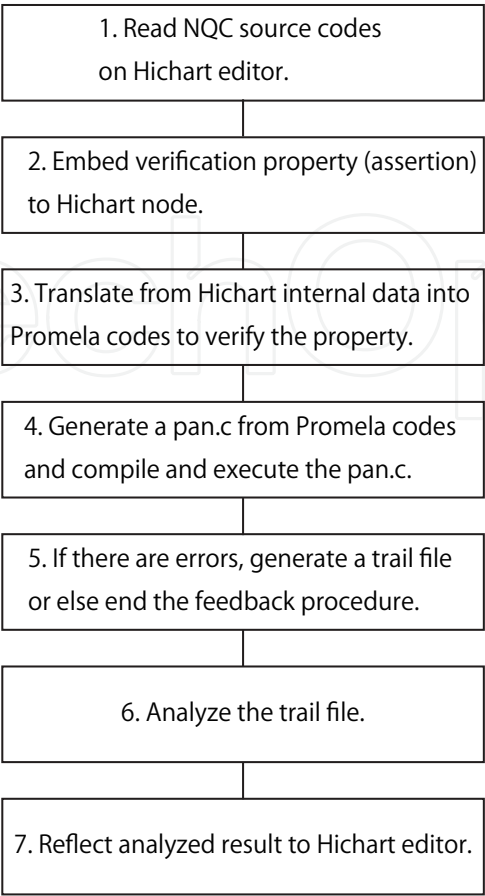 1. Read NQC source codes
on Hichart editor.
2. Embed verification property (assertion)
to Hichart node.
3. Translate from Hichart internal data into
Promela codes to verify the property.
4. Generate a pan.c from Promela codes
and compile and execute the pan.c.
5. If there are errors, generate a trail file
or else end the feedback procedure.
6. Analyze the trail file.
7. Reflect analyzed result to Hichart editor.